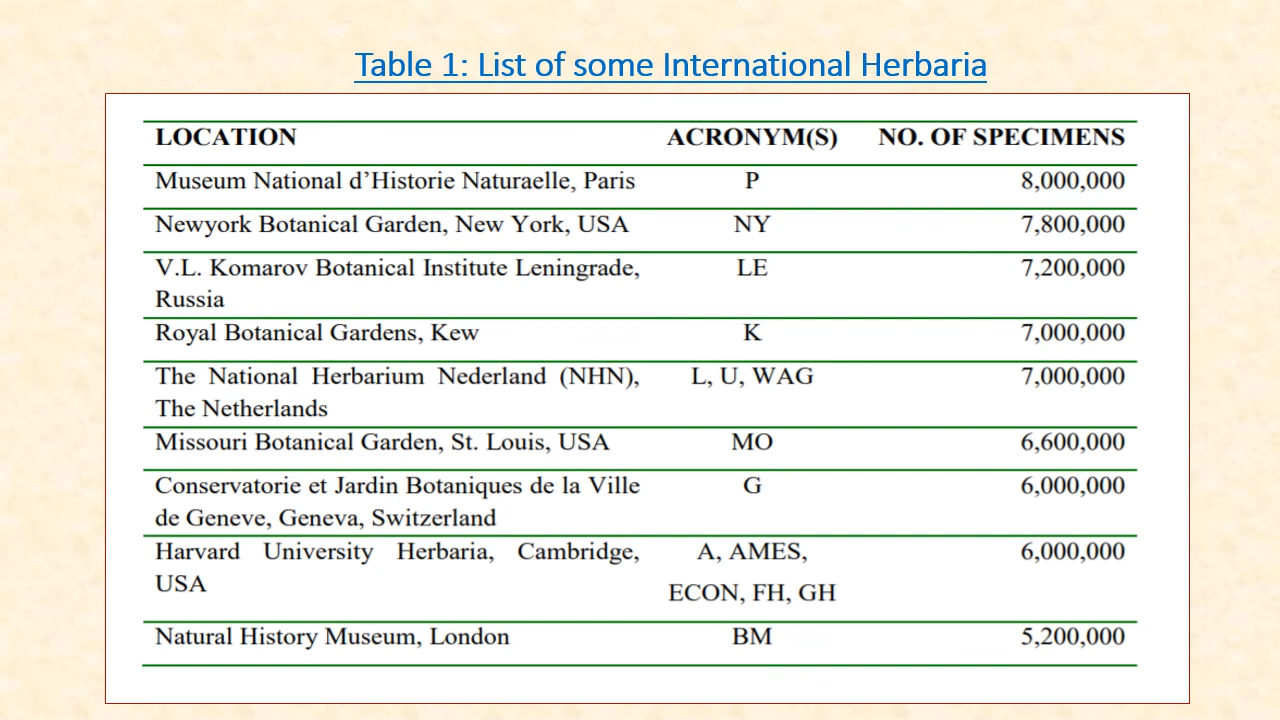 Table 1: List of some International Herbaria
LOCATION ACRONYM(S) NO. OF SPECIMENS
Museum National d’Historie Naturaelle, Paris P 8,000,000
Newyork Botanical Garden, New York, USA NY 7,800,000
V.L. Komarov Botanical Institute Leningrade, LE 7,200,000
Russia
Royal Botanical Gardens, Kew K 7,000,000
The National Herbarium Nederland (NHN), L, U, WAG 7,000,000
The Netherlands
Missouri Botanical Garden, St. Louis, USA MO 6,600,000
Conservatorie et Jardin Botaniques de la Ville G 6,000,000
de Geneve, Geneva, Switzerland
Harvard University Herbaria, Cambridge, A, AMES, 6,000,000
USA ECON, FH, GH
Natural History Museum, London BM 5,200,000